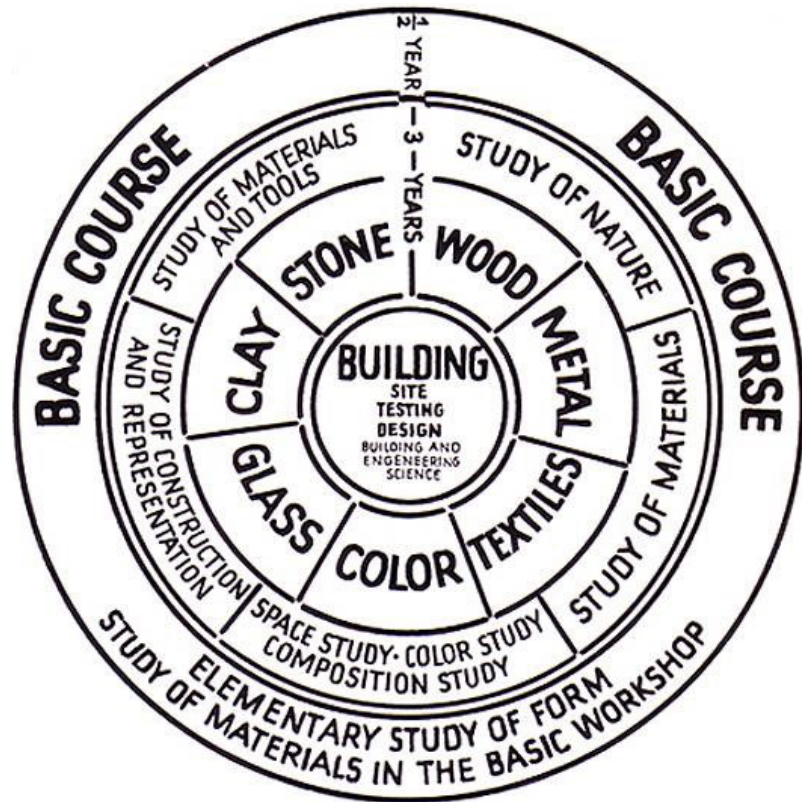 ½ YEAR — 3 — YEARS
BASIC COURSE
BASIC COURSE
ELEMENTARY STUDY OF FORM
STUDY OF MATERIALS IN THE BASIC WORKSHOP
STUDY OF NATURE
STUDY OF MATERIALS
SPACE STUDY · COLOR STUDY
COMPOSITION STUDY
STUDY OF CONSTRUCTION
AND REPRESENTATION
STUDY OF MATERIALS
AND TOOLS
WOOD
METAL
TEXTILES
COLOR
GLASS
CLAY
STONE
BUILDING
SITE
TESTING
DESIGN
BUILDING AND
ENGENEERING
SCIENCE